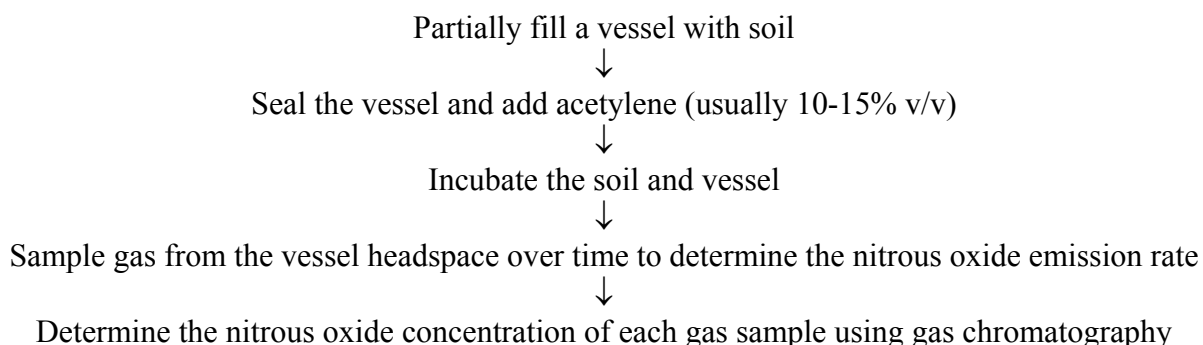 Partially fill a vessel with soil
↓
Seal the vessel and add acetylene (usually 10-15% v/v)
↓
Incubate the soil and vessel
↓
Sample gas from the vessel headspace over time to determine the nitrous oxide emission rate
↓
Determine the nitrous oxide concentration of each gas sample using gas chromatography